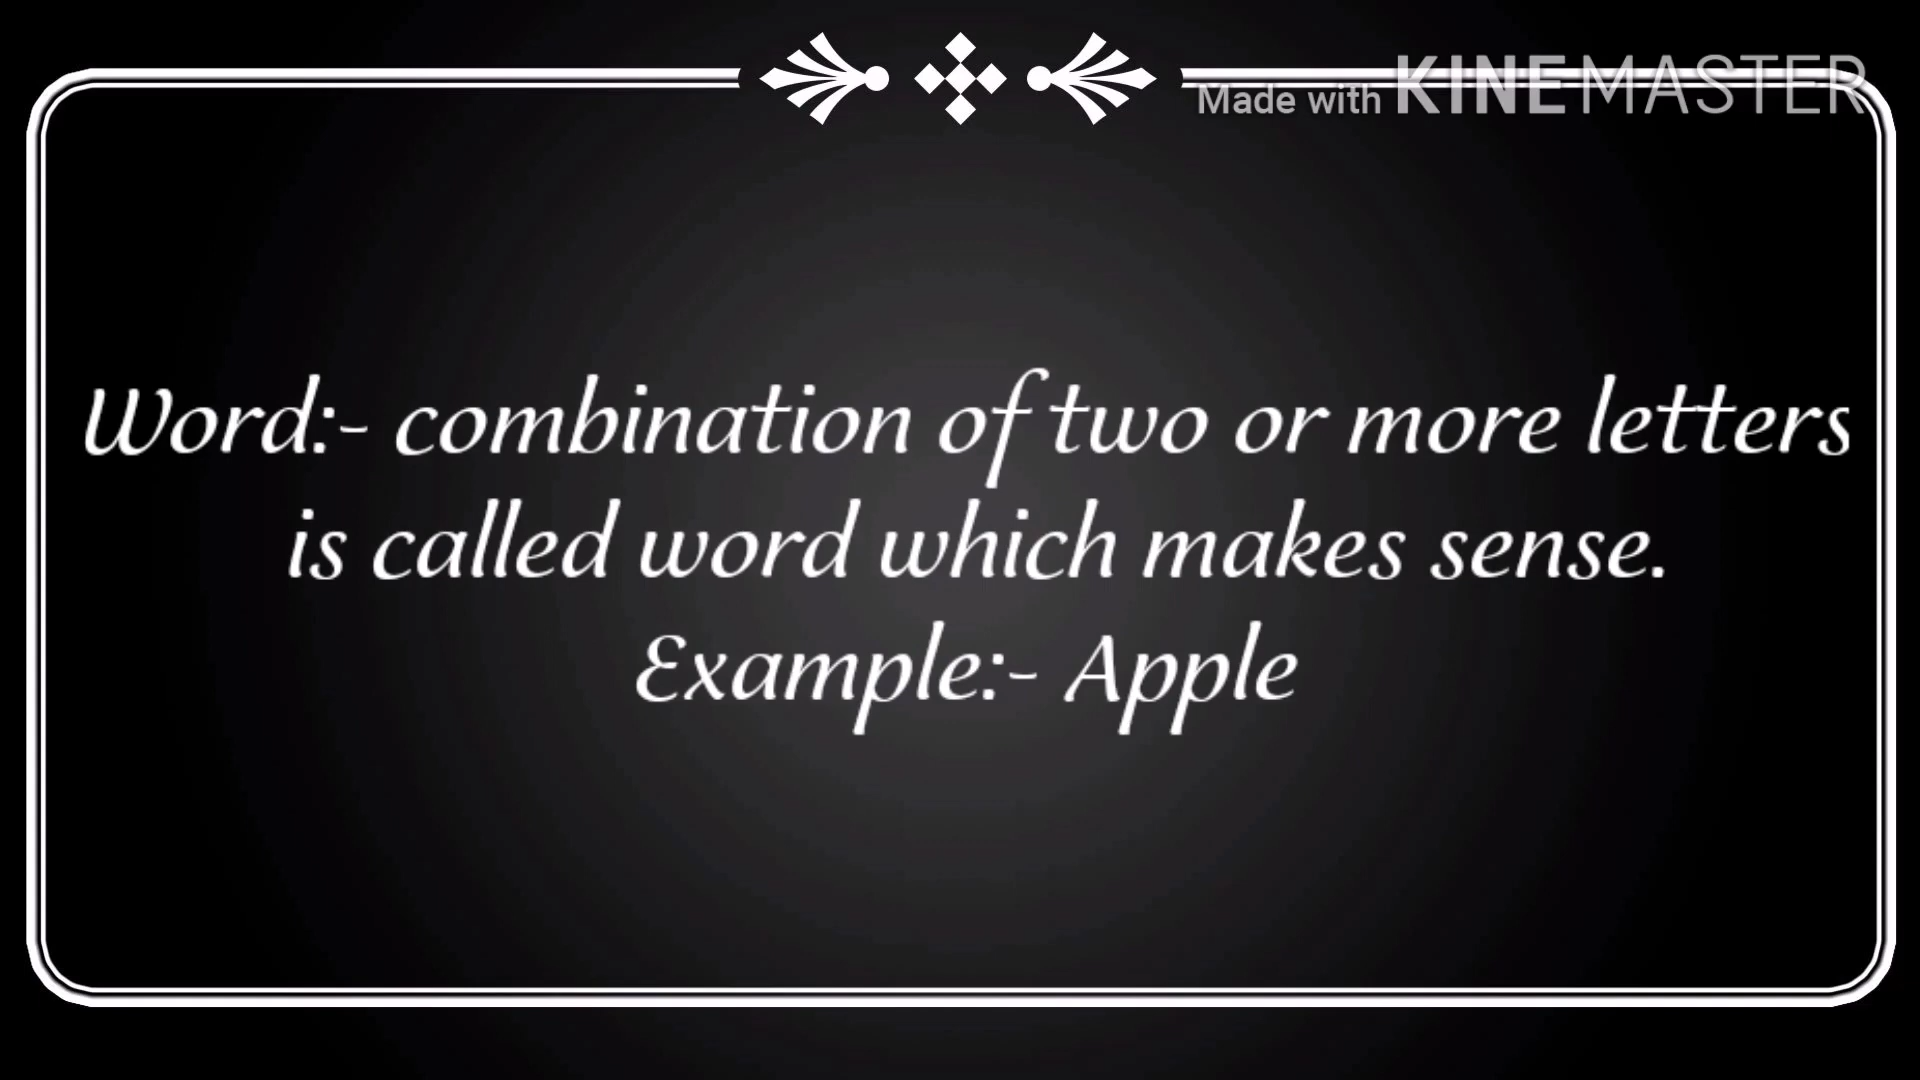 Made with KINEMASTER
Word:- combination of two or more letters
is called word which makes sense.
Example:- Apple